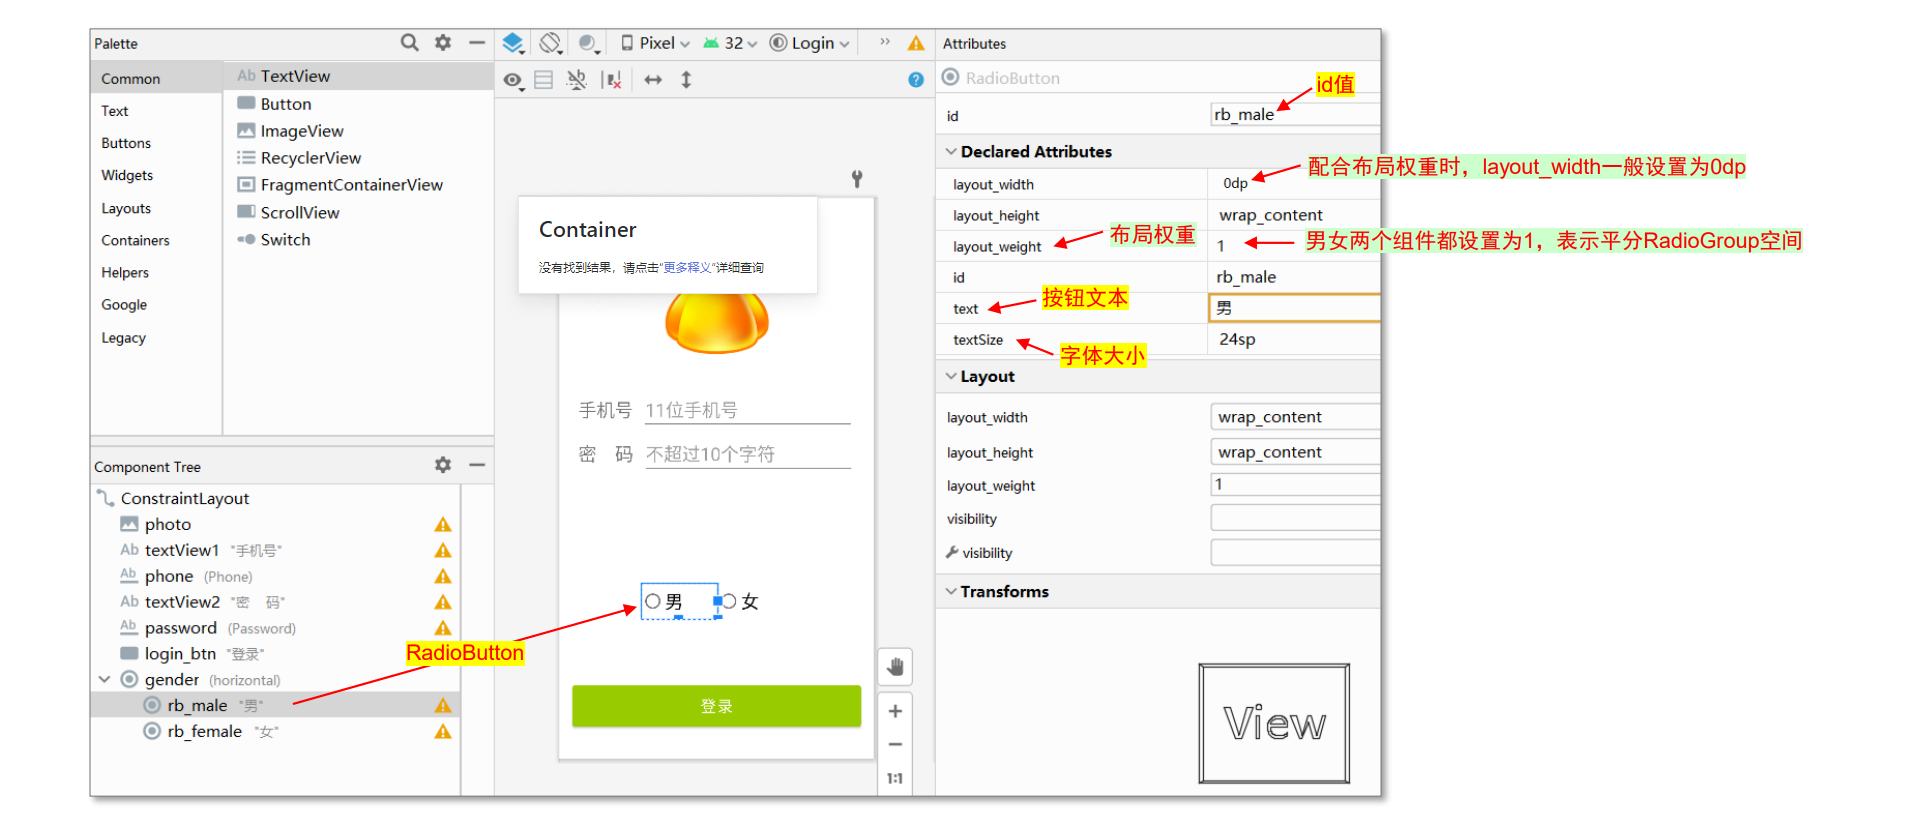 Palette
Common
Text
Buttons
Widgets
Layouts
Containers
Helpers
Google
Legacy
Ab TextView
Button
ImageView
RecyclerView
FragmentContainerView
ScrollView
Switch
Component Tree
ConstraintLayout
photo
Ab textView1 "手机号"
Ab phone (Phone)
Ab textView2 "密 码"
Ab password (Password)
login_btn "登录"
gender (horizontal)
rb_male "男"
rb_female "女"
RadioButton
Pixel 32 Login »
Container
没有找到结果，请点击“更多释义”详细查询
手机号 11位手机号
密 码 不超过10个字符
男 女
登录
1:1
Attributes
RadioButton
id值
id rb_male
Declared Attributes
layout_width 0dp
配合布局权重时，layout_width一般设置为0dp
layout_height wrap_content
layout_weight 1
布局权重
男女两个组件都设置为1，表示平分RadioGroup空间
id rb_male
text 男
按钮文本
textSize 24sp
字体大小
Layout
layout_width wrap_content
layout_height wrap_content
layout_weight 1
visibility
visibility
Transforms
View